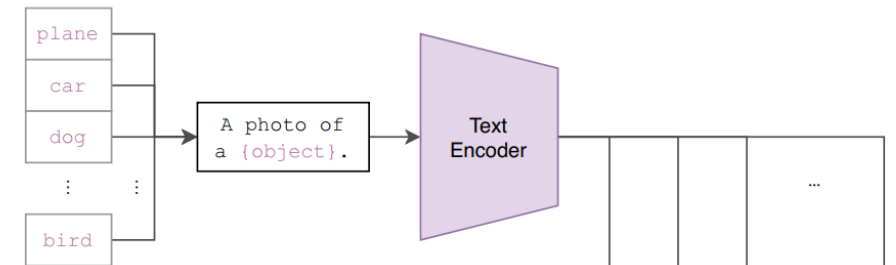 plane
car
dog
⋮ ⋮
bird
A photo of
a {object}.
Text
Encoder
...